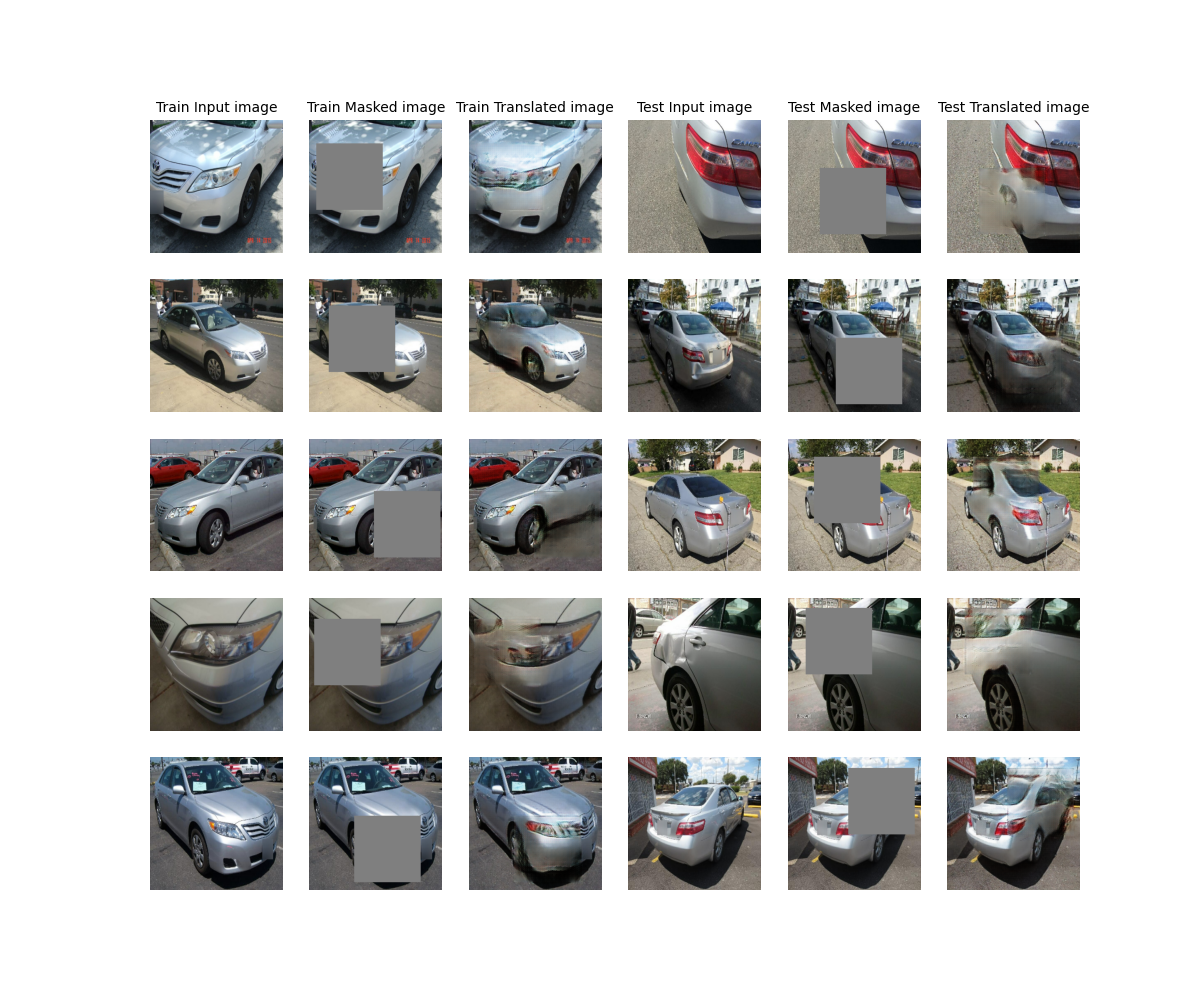 Train Input image
Train Masked image
Train Translated image
Test Input image
Test Masked image
Test Translated image